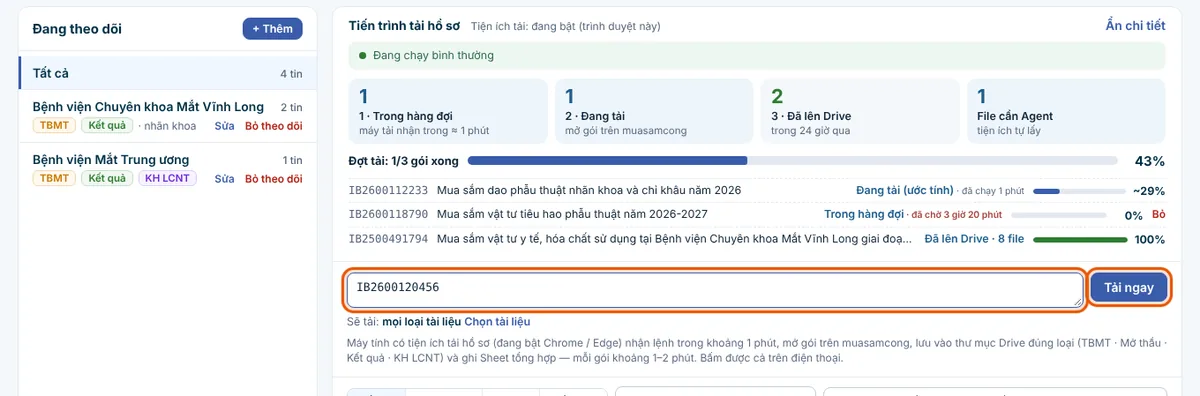 Đang theo dõi
+ Thêm
Tất cả
4 tin
Bệnh viện Chuyên khoa Mắt Vĩnh Long
2 tin
TBMT Kết quả · nhãn khoa Sửa Bỏ theo dõi
Bệnh viện Mắt Trung ương
1 tin
TBMT Kết quả KH LCNT Sửa Bỏ theo dõi
Tiến trình tải hồ sơ Tiện ích tải: đang bật (trình duyệt này) Ẩn chi tiết
Đang chạy bình thường
1
1 · Trong hàng đợi
máy tải nhận trong ≈ 1 phút
1
2 · Đang tải
mở gói trên muasamcong
2
3 · Đã lên Drive
trong 24 giờ qua
1
File cần Agent
tiện ích tự lấy
Đợt tải: 1/3 gói xong 43%
IB2600112233 Mua sắm dao phẫu thuật nhãn khoa và chỉ khâu năm 2026 Đang tải (ước tính) · đã chạy 1 phút ~29%
IB2600118790 Mua sắm vật tư tiêu hao phẫu thuật năm 2026-2027 Trong hàng đợi · đã chờ 3 giờ 20 phút 0% Bỏ
IB2500491794 Mua sắm vật tư y tế, hóa chất sử dụng tại Bệnh viện Chuyên khoa Mắt Vĩnh Long giai đoạ... Đã lên Drive · 8 file 100%
IB2600120456
Tải ngay
Sẽ tải: mọi loại tài liệu Chọn tài liệu
Máy tính có tiện ích tải hồ sơ (đang bật Chrome / Edge) nhận lệnh trong khoảng 1 phút, mở gói trên muasamcong, lưu vào thư mục Drive đúng loại (TBMT · Mở thầu ·
Kết quả · KH LCNT) và ghi Sheet tổng hợp — mỗi gói khoảng 1–2 phút. Bấm được cả trên điện thoại.